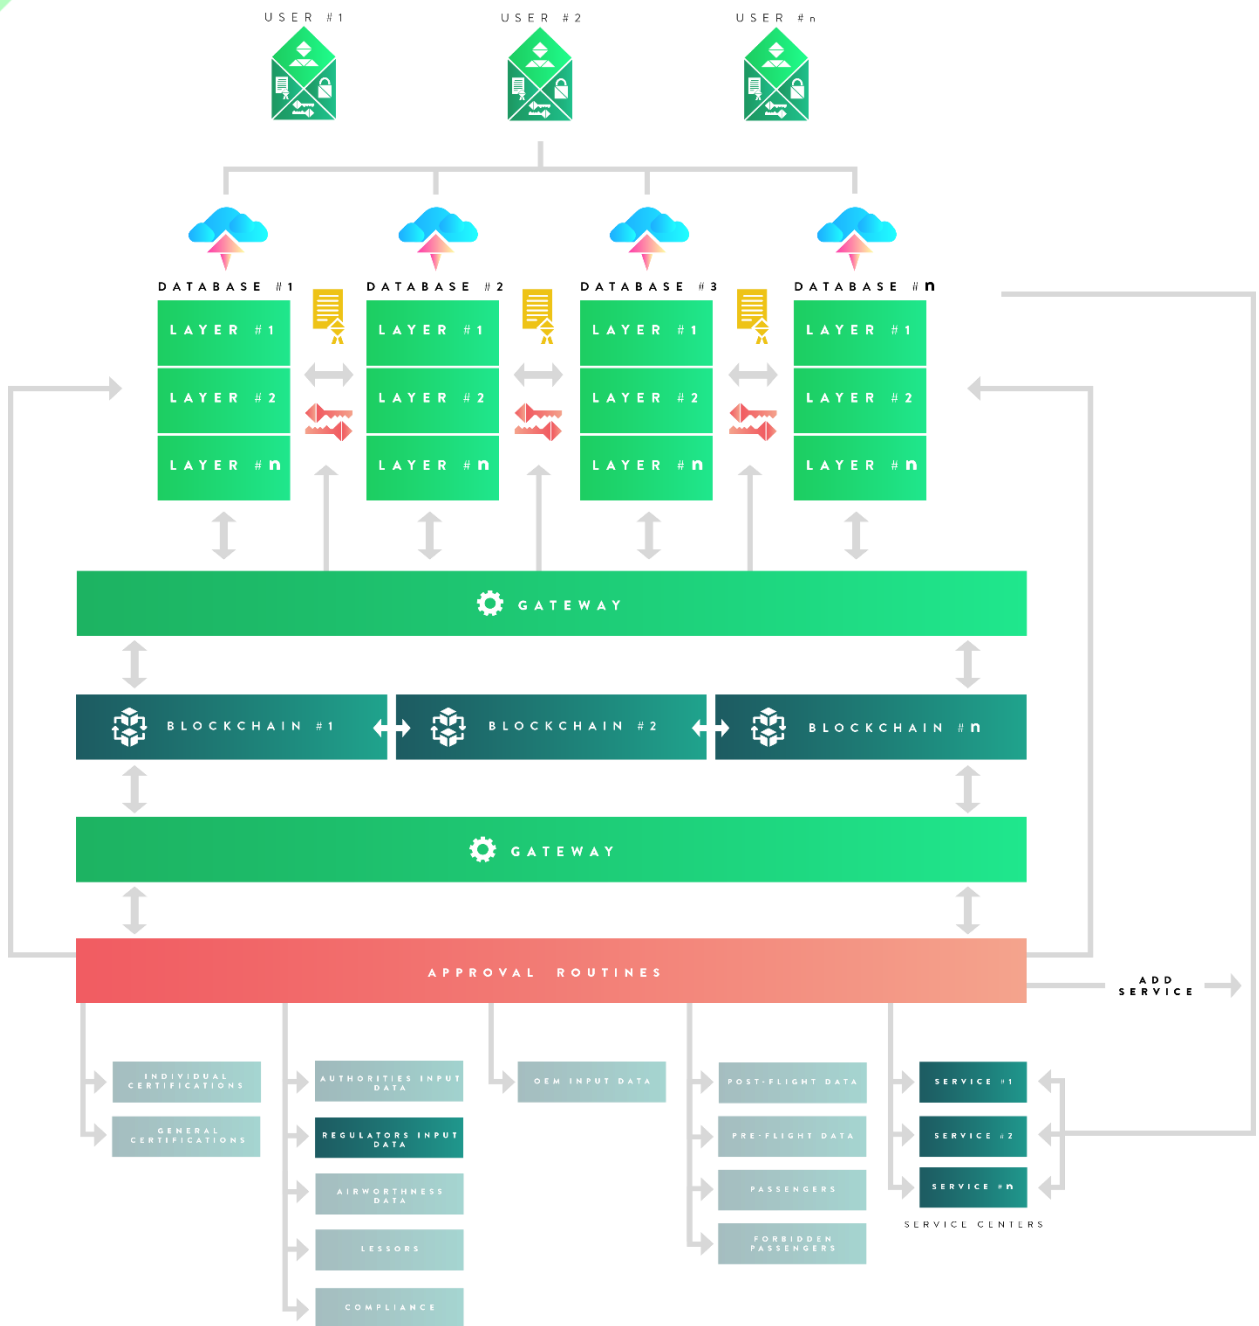 USER #1
USER #2
USER #n
DATABASE #1
DATABASE #2
DATABASE #3
DATABASE #n
LAYER #1
LAYER #1
LAYER #1
LAYER #1
LAYER #2
LAYER #2
LAYER #2
LAYER #2
LAYER #n
LAYER #n
LAYER #n
LAYER #n
GATEWAY
BLOCKCHAIN #1
BLOCKCHAIN #2
BLOCKCHAIN #n
GATEWAY
APPROVAL ROUTINES
ADD
SERVICE
INDIVIDUAL
CERTIFICATIONS
GENERAL
CERTIFICATIONS
AUTHORITIES INPUT
DATA
REGULATORS INPUT
DATA
AIRWORTHNESS
DATA
LESSORS
COMPLIANCE
OEM INPUT DATA
POST-FLIGHT DATA
PRE-FLIGHT DATA
PASSENGERS
FORBIDDEN
PASSENGERS
SERVICE #1
SERVICE #2
SERVICE #n
SERVICE CENTERS